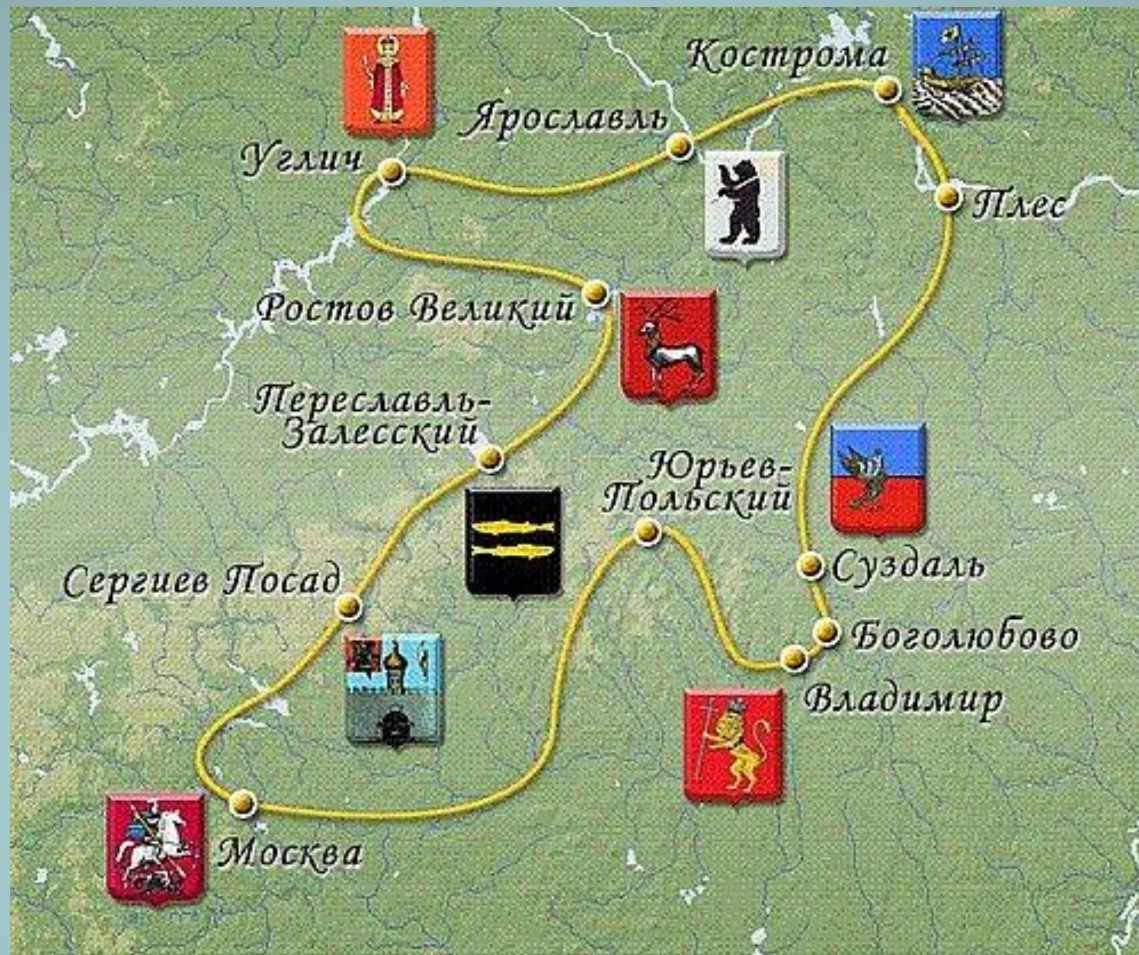 Кострома
Ярославль
Углич
Плес
Ростов Великий
Переславль-
Залесский
Юрьев-
Польский
Суздаль
Сергиев Посад
Боголюбово
Владимир
Москва